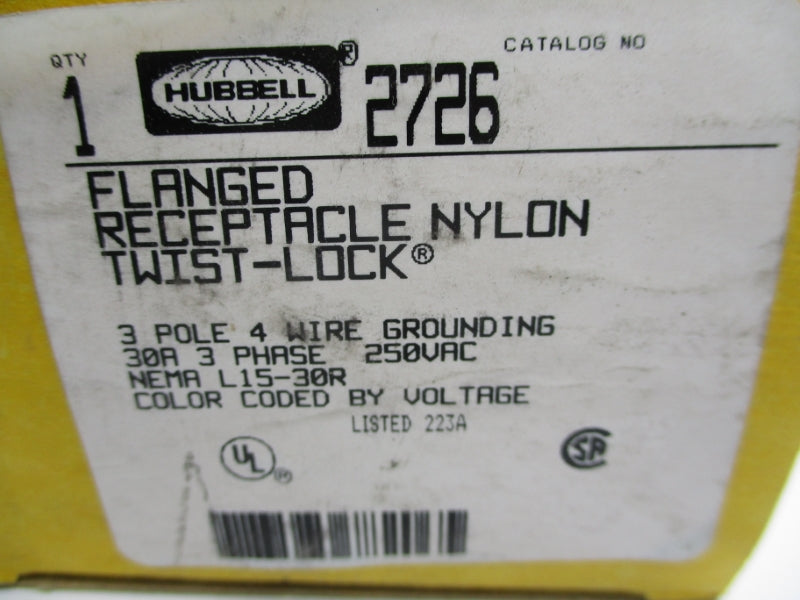 QTY
1
HUBBELL®
CATALOG NO
2726
FLANGED
RECEPTACLE NYLON
TWIST-LOCK®
3 POLE 4 WIRE GROUNDING
30A 3 PHASE 250VAC
NEMA L15-30R
COLOR CODED BY VOLTAGE
LISTED 223A
UL®
SA